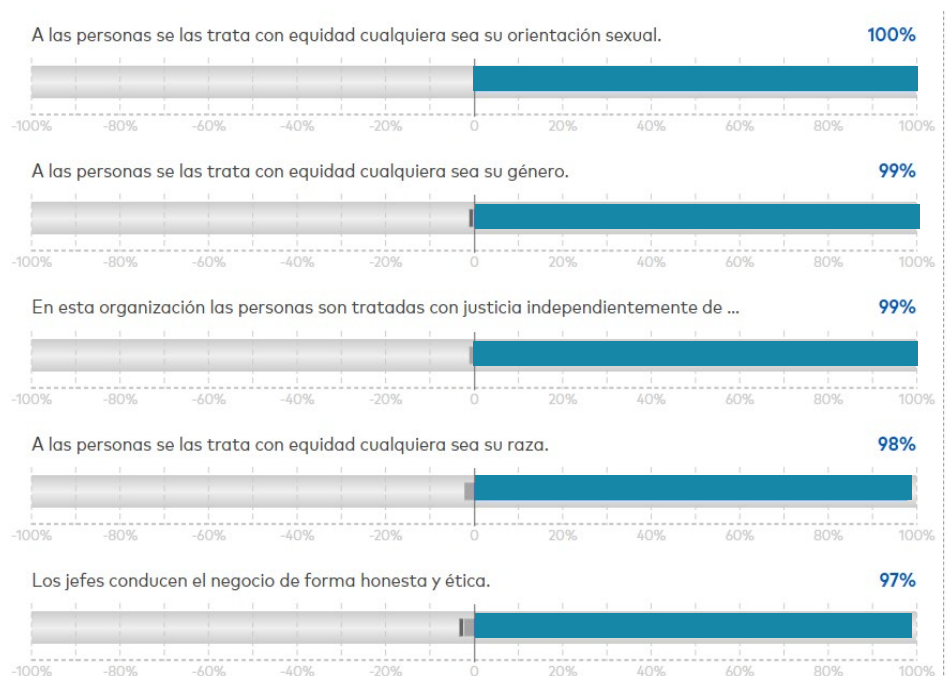 A las personas se las trata con equidad cualquiera sea su orientación sexual. 100%
-100% -80% -60% -40% -20% 0 20% 40% 60% 80% 100%
A las personas se las trata con equidad cualquiera sea su género. 99%
-100% -80% -60% -40% -20% 0 20% 40% 60% 80% 100%
En esta organización las personas son tratadas con justicia independientemente de ... 99%
-100% -80% -60% -40% -20% 0 20% 40% 60% 80% 100%
A las personas se las trata con equidad cualquiera sea su raza. 98%
-100% -80% -60% -40% -20% 0 20% 40% 60% 80% 100%
Los jefes conducen el negocio de forma honesta y ética. 97%
-100% -80% -60% -40% -20% 0 20% 40% 60% 80% 100%